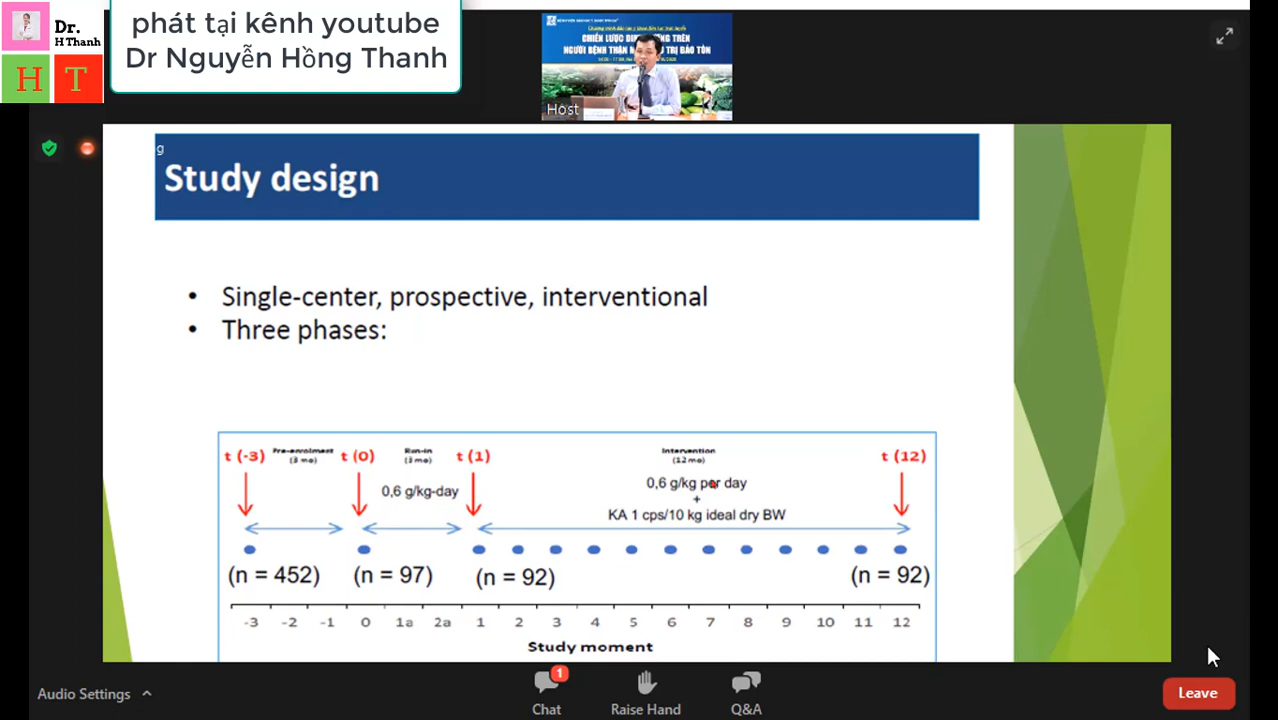 Dr.
H Thanh
H T
phát tại kênh youtube
Dr Nguyễn Hồng Thanh
Host
g
Study design
• Single-center, prospective, interventional
• Three phases:
t (-3) Pre-enrolment t (0) Run-in t (1) Intervention t (12)
(3 mo) (3 mo) (12 mo)
0,6 g/kg-day
0,6 g/kg per day
+
KA 1 cps/10 kg ideal dry BW
(n = 452) (n = 97) (n = 92) (n = 92)
-3 -2 -1 0 1a 2a 1 2 3 4 5 6 7 8 9 10 11 12
Study moment
Audio Settings
1
Chat
Raise Hand
Q&A
Leave